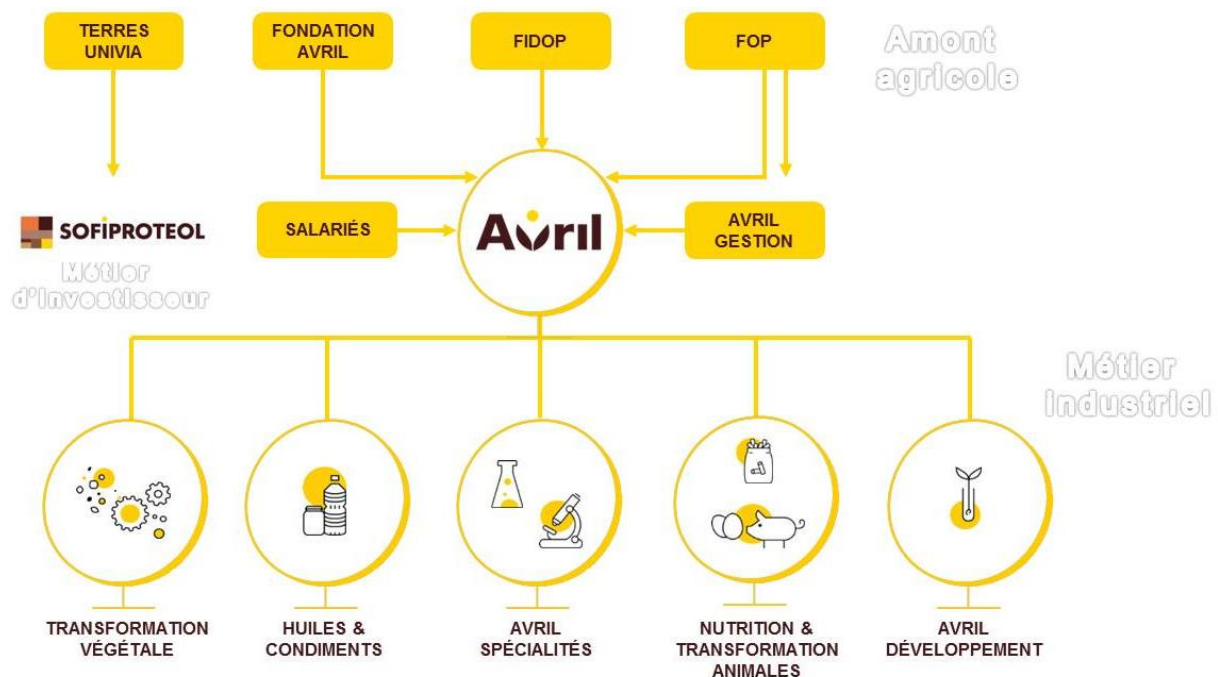 TERRES
UNIVIA
FONDATION
AVRIL
FIDOP
FOP
Amont
agricole
SOFIPROTEOL
Métier
d'investisseur
SALARIÉS
Avril
AVRIL
GESTION
Métier
industriel
TRANSFORMATION
VÉGÉTALE
HUILES &
CONDIMENTS
AVRIL
SPÉCIALITÉS
NUTRITION &
TRANSFORMATION
ANIMALES
AVRIL
DÉVELOPPEMENT